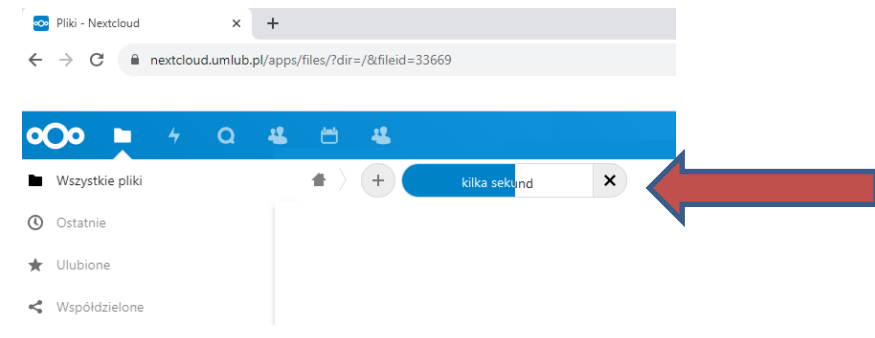 Pliki - Nextcloud
nextcloud.umlub.pl/apps/files/?dir=/&fileid=33669
Wszystkie pliki
kilka sekund
Ostatnie
Ulubione
Współdzielone